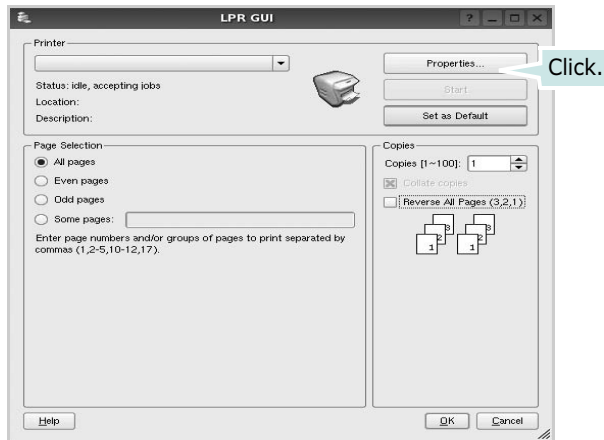 LPR GUI
Printer
Properties...
Click.
Status: idle, accepting jobs
Start
Location:
Description:
Set as Default
Page Selection
All pages
Even pages
Odd pages
Some pages:
Enter page numbers and/or groups of pages to print separated by
commas (1,2-5,10-12,17).
Copies
Copies [1~100]: 1
Collate copies
Reverse All Pages (3,2,1)
3 3
2 2
1 1
Help
OK
Cancel